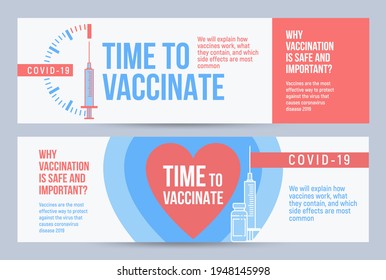 COVID-19
TIME TO
VACCINATE
We will explain how
vaccines work, what
they contain, and which
side effects are most
common
WHY
VACCINATION
IS SAFE AND
IMPORTANT?
Vaccines are the most
effective way to protect
against the virus that
causes coronavirus
disease 2019
WHY
VACCINATION
IS SAFE AND
IMPORTANT?
Vaccines are the most
effective way to protect
against the virus that
causes coronavirus
disease 2019
TIME TO
VACCINATE
COVID-19
We will explain how
vaccines work, what
they contain, and
which side effects
are most common
shutterstock.com · 1948145998